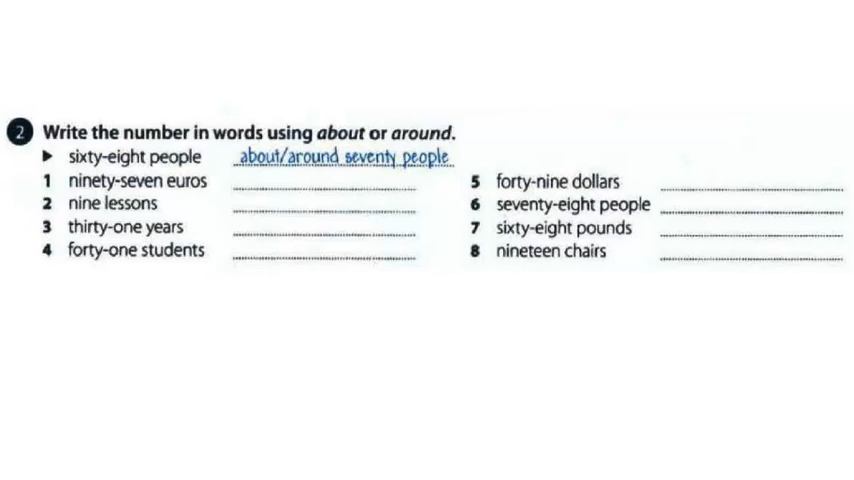 2 Write the number in words using about or around.
► sixty-eight people about/around seventy people
1 ninety-seven euros
2 nine lessons
3 thirty-one years
4 forty-one students
5 forty-nine dollars
6 seventy-eight people
7 sixty-eight pounds
8 nineteen chairs